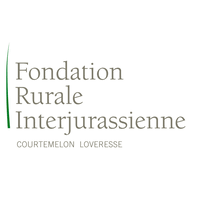 Fondation
Rurale
Interjurassienne
COURTEMELON LOVERESSE